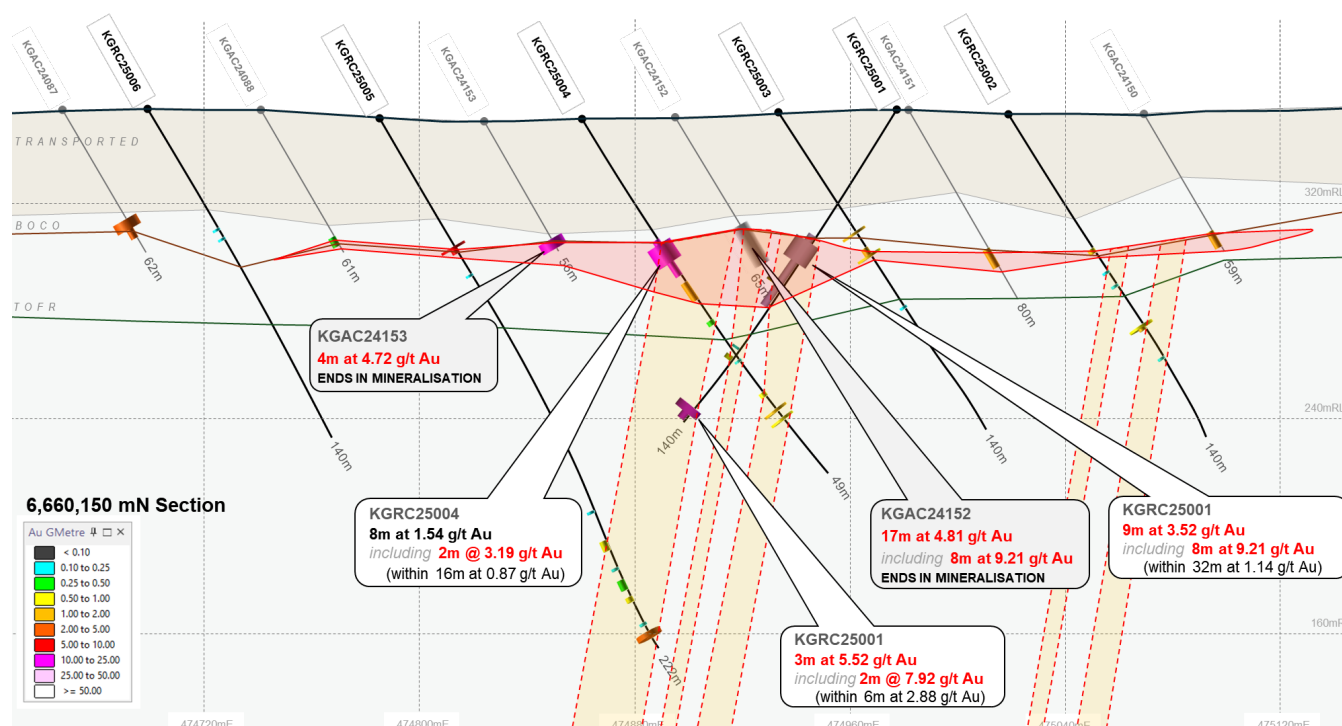 KGAC24087
KGRC25006
KGAC24088
KGRC25005
KGAC24153
KGRC25004
KGAC24152
KGRC25003
KGRC25001
KGAC24151
KGRC25002
KGAC24150
TRANSPORTED
320mRL
BOCO
62m
61m
56m
65m
80m
59m
TOFR
KGAC24153
4m at 4.72 g/t Au
ENDS IN MINERALISATION
240mRL
140m
140m
49m
140m
140m
6,660,150 mN Section
Au GMetre
< 0.10
0.10 to 0.25
0.25 to 0.50
0.50 to 1.00
1.00 to 2.00
2.00 to 5.00
5.00 to 10.00
10.00 to 25.00
25.00 to 50.00
>= 50.00
KGRC25004
8m at 1.54 g/t Au
including 2m @ 3.19 g/t Au
(within 16m at 0.87 g/t Au)
KGAC24152
17m at 4.81 g/t Au
including 8m at 9.21 g/t Au
ENDS IN MINERALISATION
KGRC25001
9m at 3.52 g/t Au
including 8m at 9.21 g/t Au
(within 32m at 1.14 g/t Au)
KGRC25001
3m at 5.52 g/t Au
including 2m @ 7.92 g/t Au
(within 6m at 2.88 g/t Au)
160mRL
222m
474720mE
474800mE
474880mE
474960mE
475040mE
475120mE